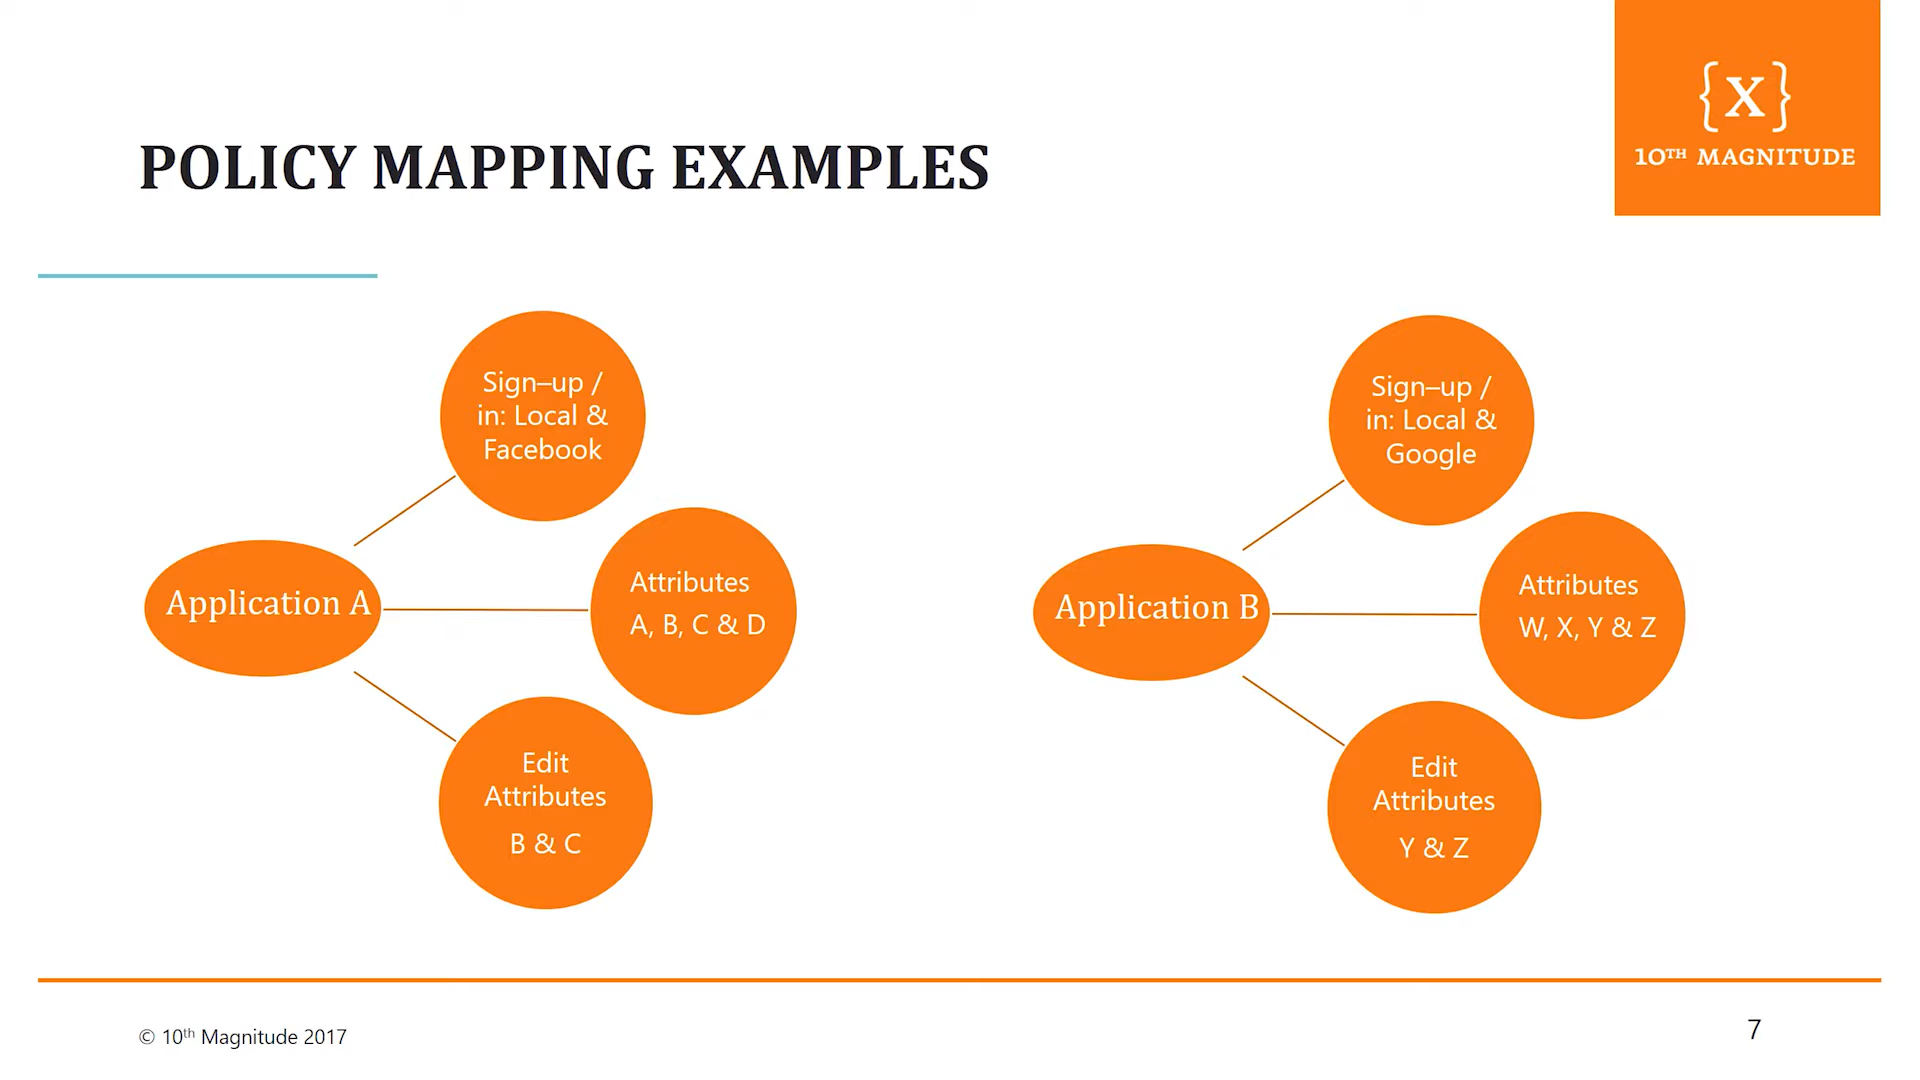 {X}
10TH MAGNITUDE
POLICY MAPPING EXAMPLES
Sign–up /
in: Local &
Facebook
Application A
Attributes
A, B, C & D
Edit
Attributes
B & C
Sign–up /
in: Local &
Google
Application B
Attributes
W, X, Y & Z
Edit
Attributes
Y & Z
© 10th Magnitude 2017
7